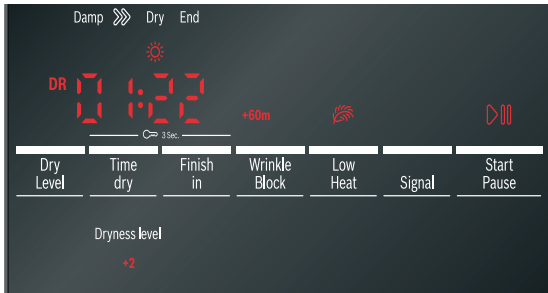 Damp Dry End
DR 01:22 +60m
3 Sec.
Dry Level
Time dry
Finish in
Wrinkle Block
Low Heat
Signal
Start Pause
Dryness level
+2